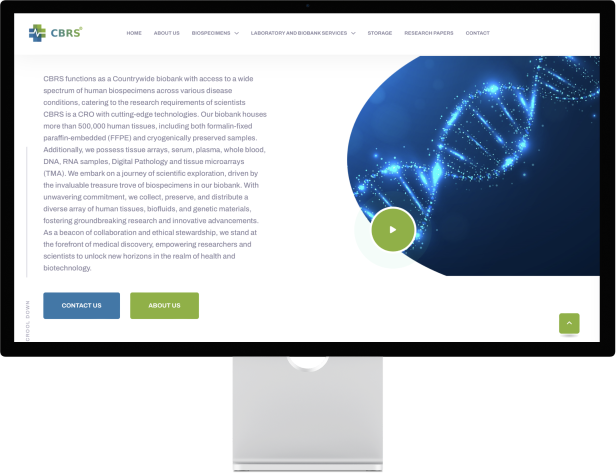 CBRS
HOME ABOUT US BIOSPECIMENS LABORATORY AND BIOBANK SERVICES STORAGE RESEARCH PAPERS CONTACT
CBRS functions as a Countrywide biobank with access to a wide
spectrum of human biospecimens across various disease
conditions, catering to the research requirements of scientists
CBRS is a CRO with cutting-edge technologies. Our biobank houses
more than 500,000 human tissues, including both formalin-fixed
paraffin-embedded (FFPE) and cryogenically preserved samples.
Additionally, we possess tissue arrays, serum, plasma, whole blood,
DNA, RNA samples, Digital Pathology and tissue microarrays
(TMA). We embark on a journey of scientific exploration, driven by
the invaluable treasure trove of biospecimens in our biobank. With
unwavering commitment, we collect, preserve, and distribute a
diverse array of human tissues, biofluids, and genetic materials,
fostering groundbreaking research and innovative advancements.
As a beacon of collaboration and ethical stewardship, we stand at
the forefront of medical discovery, empowering researchers and
scientists to unlock new horizons in the realm of health and
biotechnology.
CONTACT US ABOUT US
CROOL DOWN